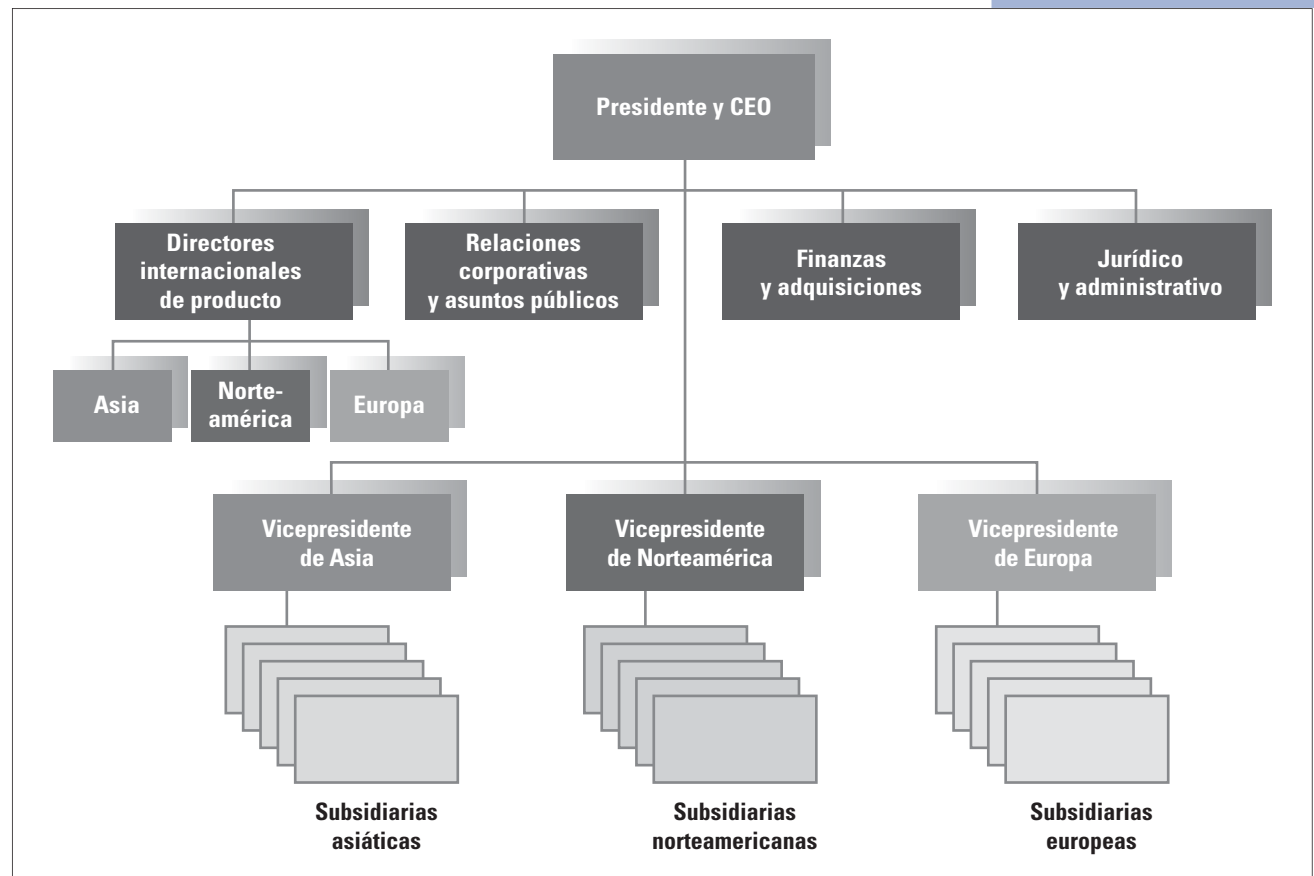 Presidente y CEO
Directores
internacionales
de producto
Relaciones
corporativas
y asuntos públicos
Finanzas
y adquisiciones
Jurídico
y administrativo
Asia
Norte-
américa
Europa
Vicepresidente
de Asia
Vicepresidente
de Norteamérica
Vicepresidente
de Europa
Subsidiarias
asiáticas
Subsidiarias
norteamericanas
Subsidiarias
europeas